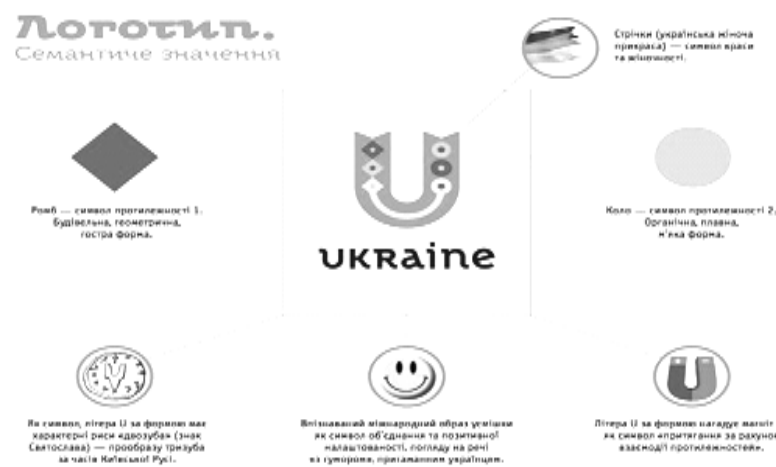 Логотип.
Семантиче значення
Стрічки (українська жіноча
прикраса) — символ краси
та жіночності.
Ромб — символ протилежності 1.
Будівельна, геометрична,
гостра форма.
UKRaine
Коло — символ протилежності 2.
Органічна, плавна,
м'яка форма.
Як символ, літера U за формою має
характерні риси «двозуба» (знак
Святослава) — прообразу тризуба
за часів Київської Русі.
Впізнаваний міжнародний образ усмішки
як символ об'єднання та позитивної
налаштованості, погляду на речі
із гумором, притаманним українцям.
Літера U за формою нагадує магніт
як символ «притягання за рахунок
взаємодії протилежностей».